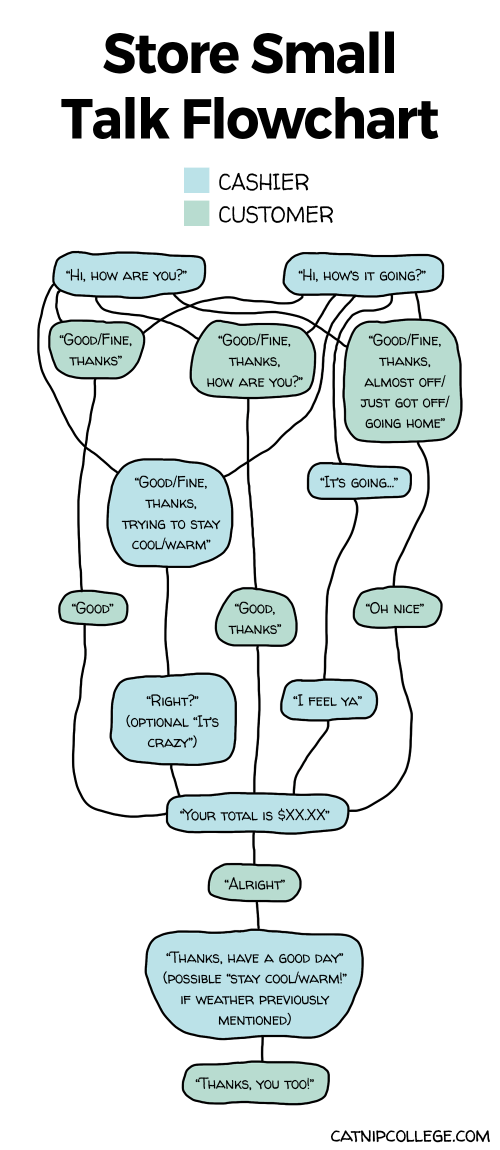 Store Small
Talk Flowchart
CASHIER
CUSTOMER
"Hi, how are you?"
"Hi, how's it going?"
"Good/Fine,
thanks"
"Good/Fine,
thanks,
how are you?"
"Good/Fine,
thanks,
almost off/
just got off/
going home"
"Good/Fine,
thanks,
trying to stay
cool/warm"
"It's going..."
"Good"
"Good,
thanks"
"Oh nice"
"Right?"
(optional "It's
crazy")
"I feel ya"
"Your total is $XX.XX"
"Alright"
"Thanks, have a good day"
(possible "stay cool/warm!"
if weather previously
mentioned)
"Thanks, you too!"
CATNIPCOLLEGE.COM